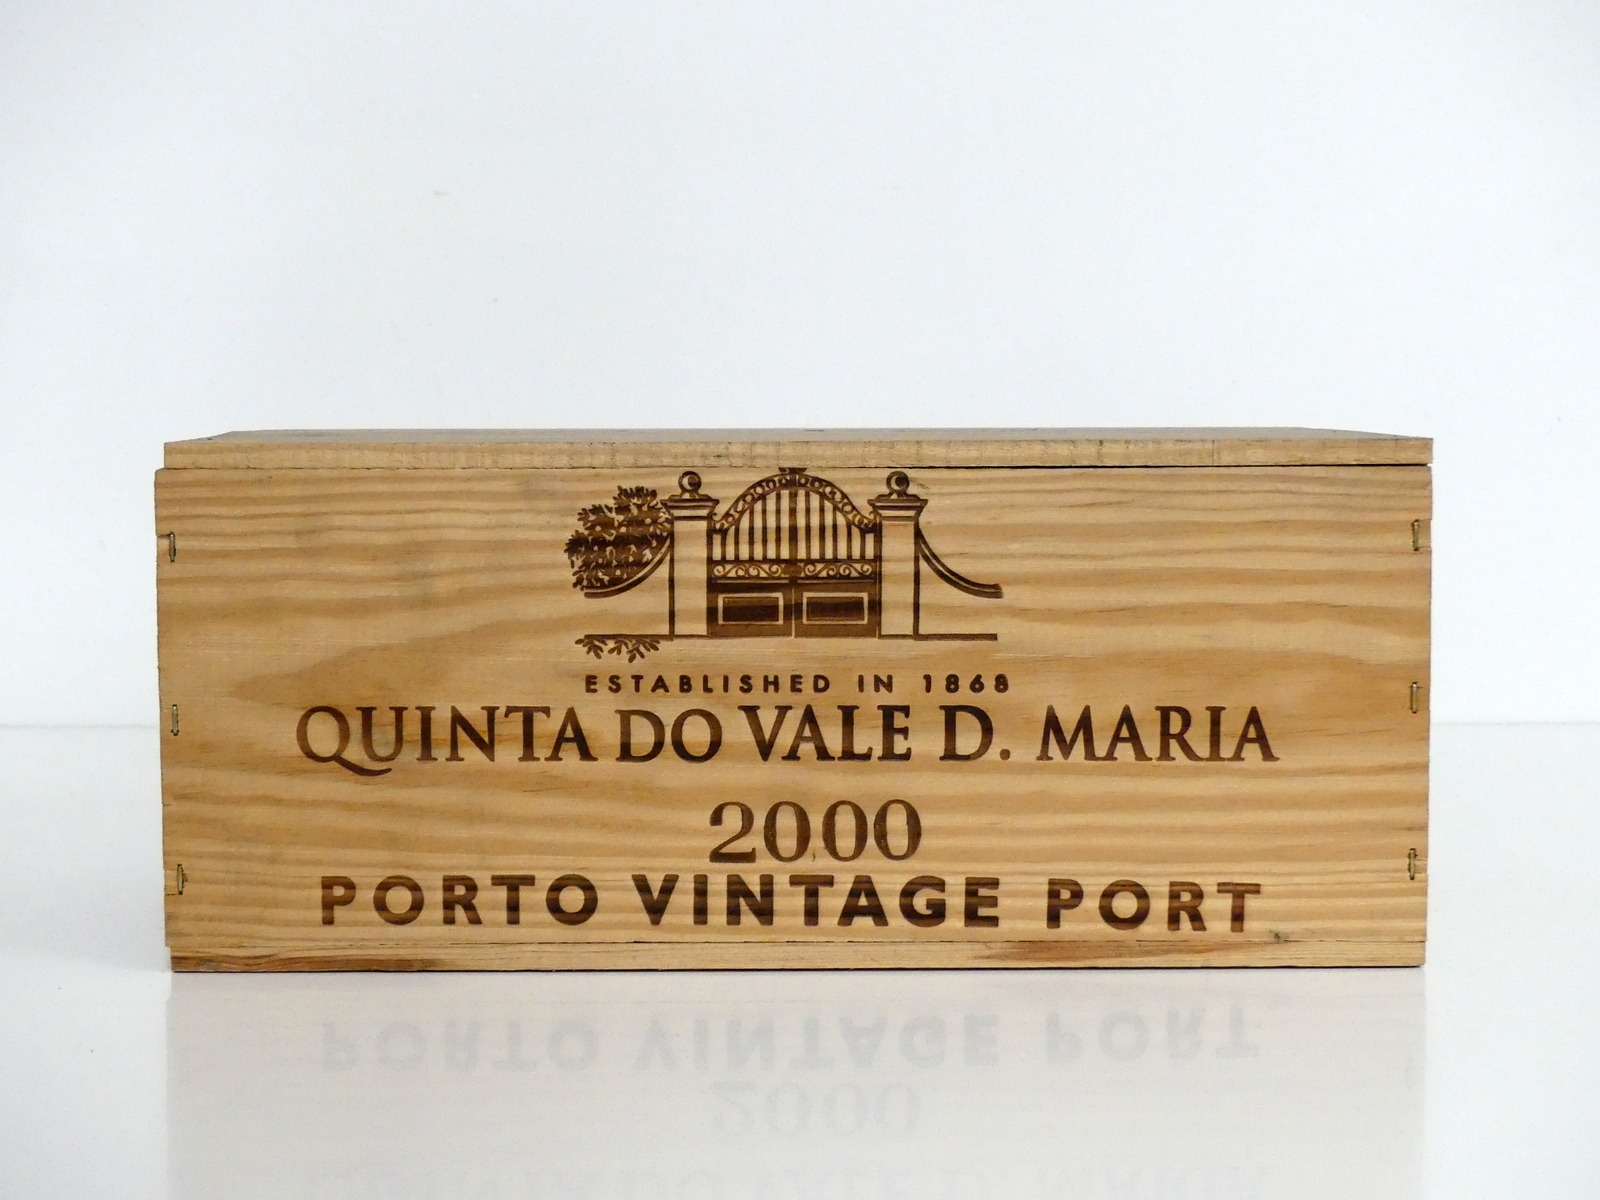 ESTABLISHED IN 1868
QUINTA DO VALE D. MARIA
2000
PORTO VINTAGE PORT